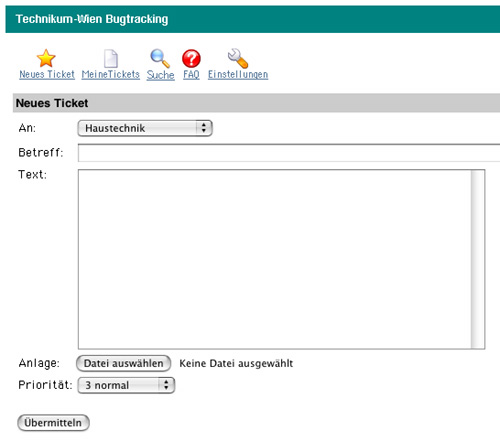 Technikum-Wien Bugtracking
Neues Ticket MeineTickets Suche FAQ Einstellungen
Neues Ticket
An: Haustechnik
Betreff:
Text:
Anlage: Datei auswählen Keine Datei ausgewählt
Priorität: 3 normal
Übermitteln